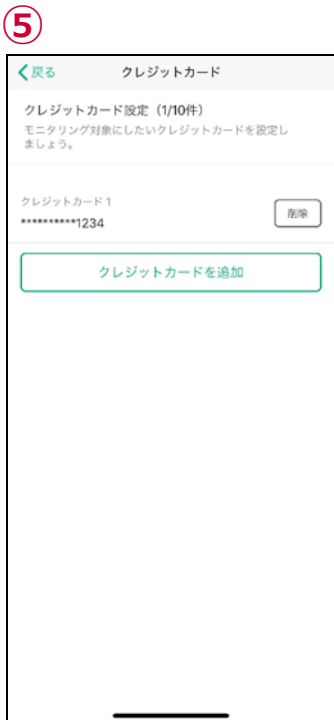 ⑤
戻る クレジットカード
クレジットカード設定（1/10件）
モニタリング対象にしたいクレジットカードを設定し
ましょう。
クレジットカード 1
**********1234
削除
クレジットカードを追加